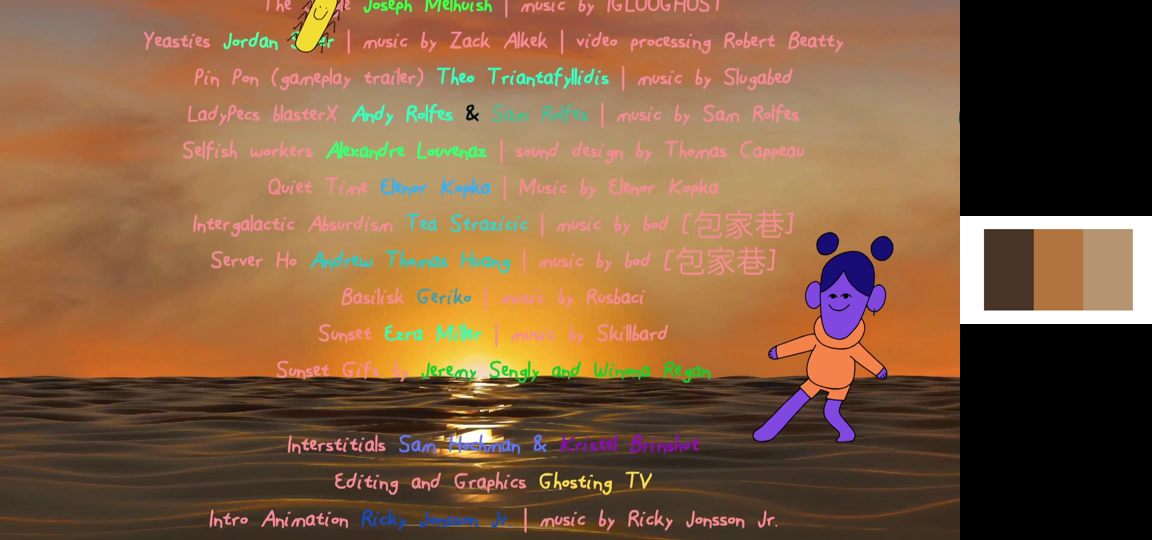 The Joseph Melhuish | music by IGLOOGHOST
Yeasties Jordan | music by Zack Alkek | video processing Robert Beatty
Pin Pon (gameplay trailer) Theo Triantafyllidis | music by Slugabed
LadyPecs blasterX Andy Rolfes & Sam Rolfes | music by Sam Rolfes
Selfish workers Alexandre Louvenaz | sound design by Thomas Cappeau
Quiet Time Elenor Kopka | Music by Elenor Kopka
Intergalactic Absurdism Tea Strazicic | music by bod [包家巷]
Server Ho Andrew Thomas Huang | music by bod [包家巷]
Basilisk Geriko | music by Rusbaci
Sunset Ezra Miller | music by Skillbard
Sunset Gifs by Jeremy Sengly and Winona Regan
Interstitials Sam Hochman & Kristel Brinshot
Editing and Graphics Ghosting TV
Intro Animation Ricky Jonsson Jr. | music by Ricky Jonsson Jr.